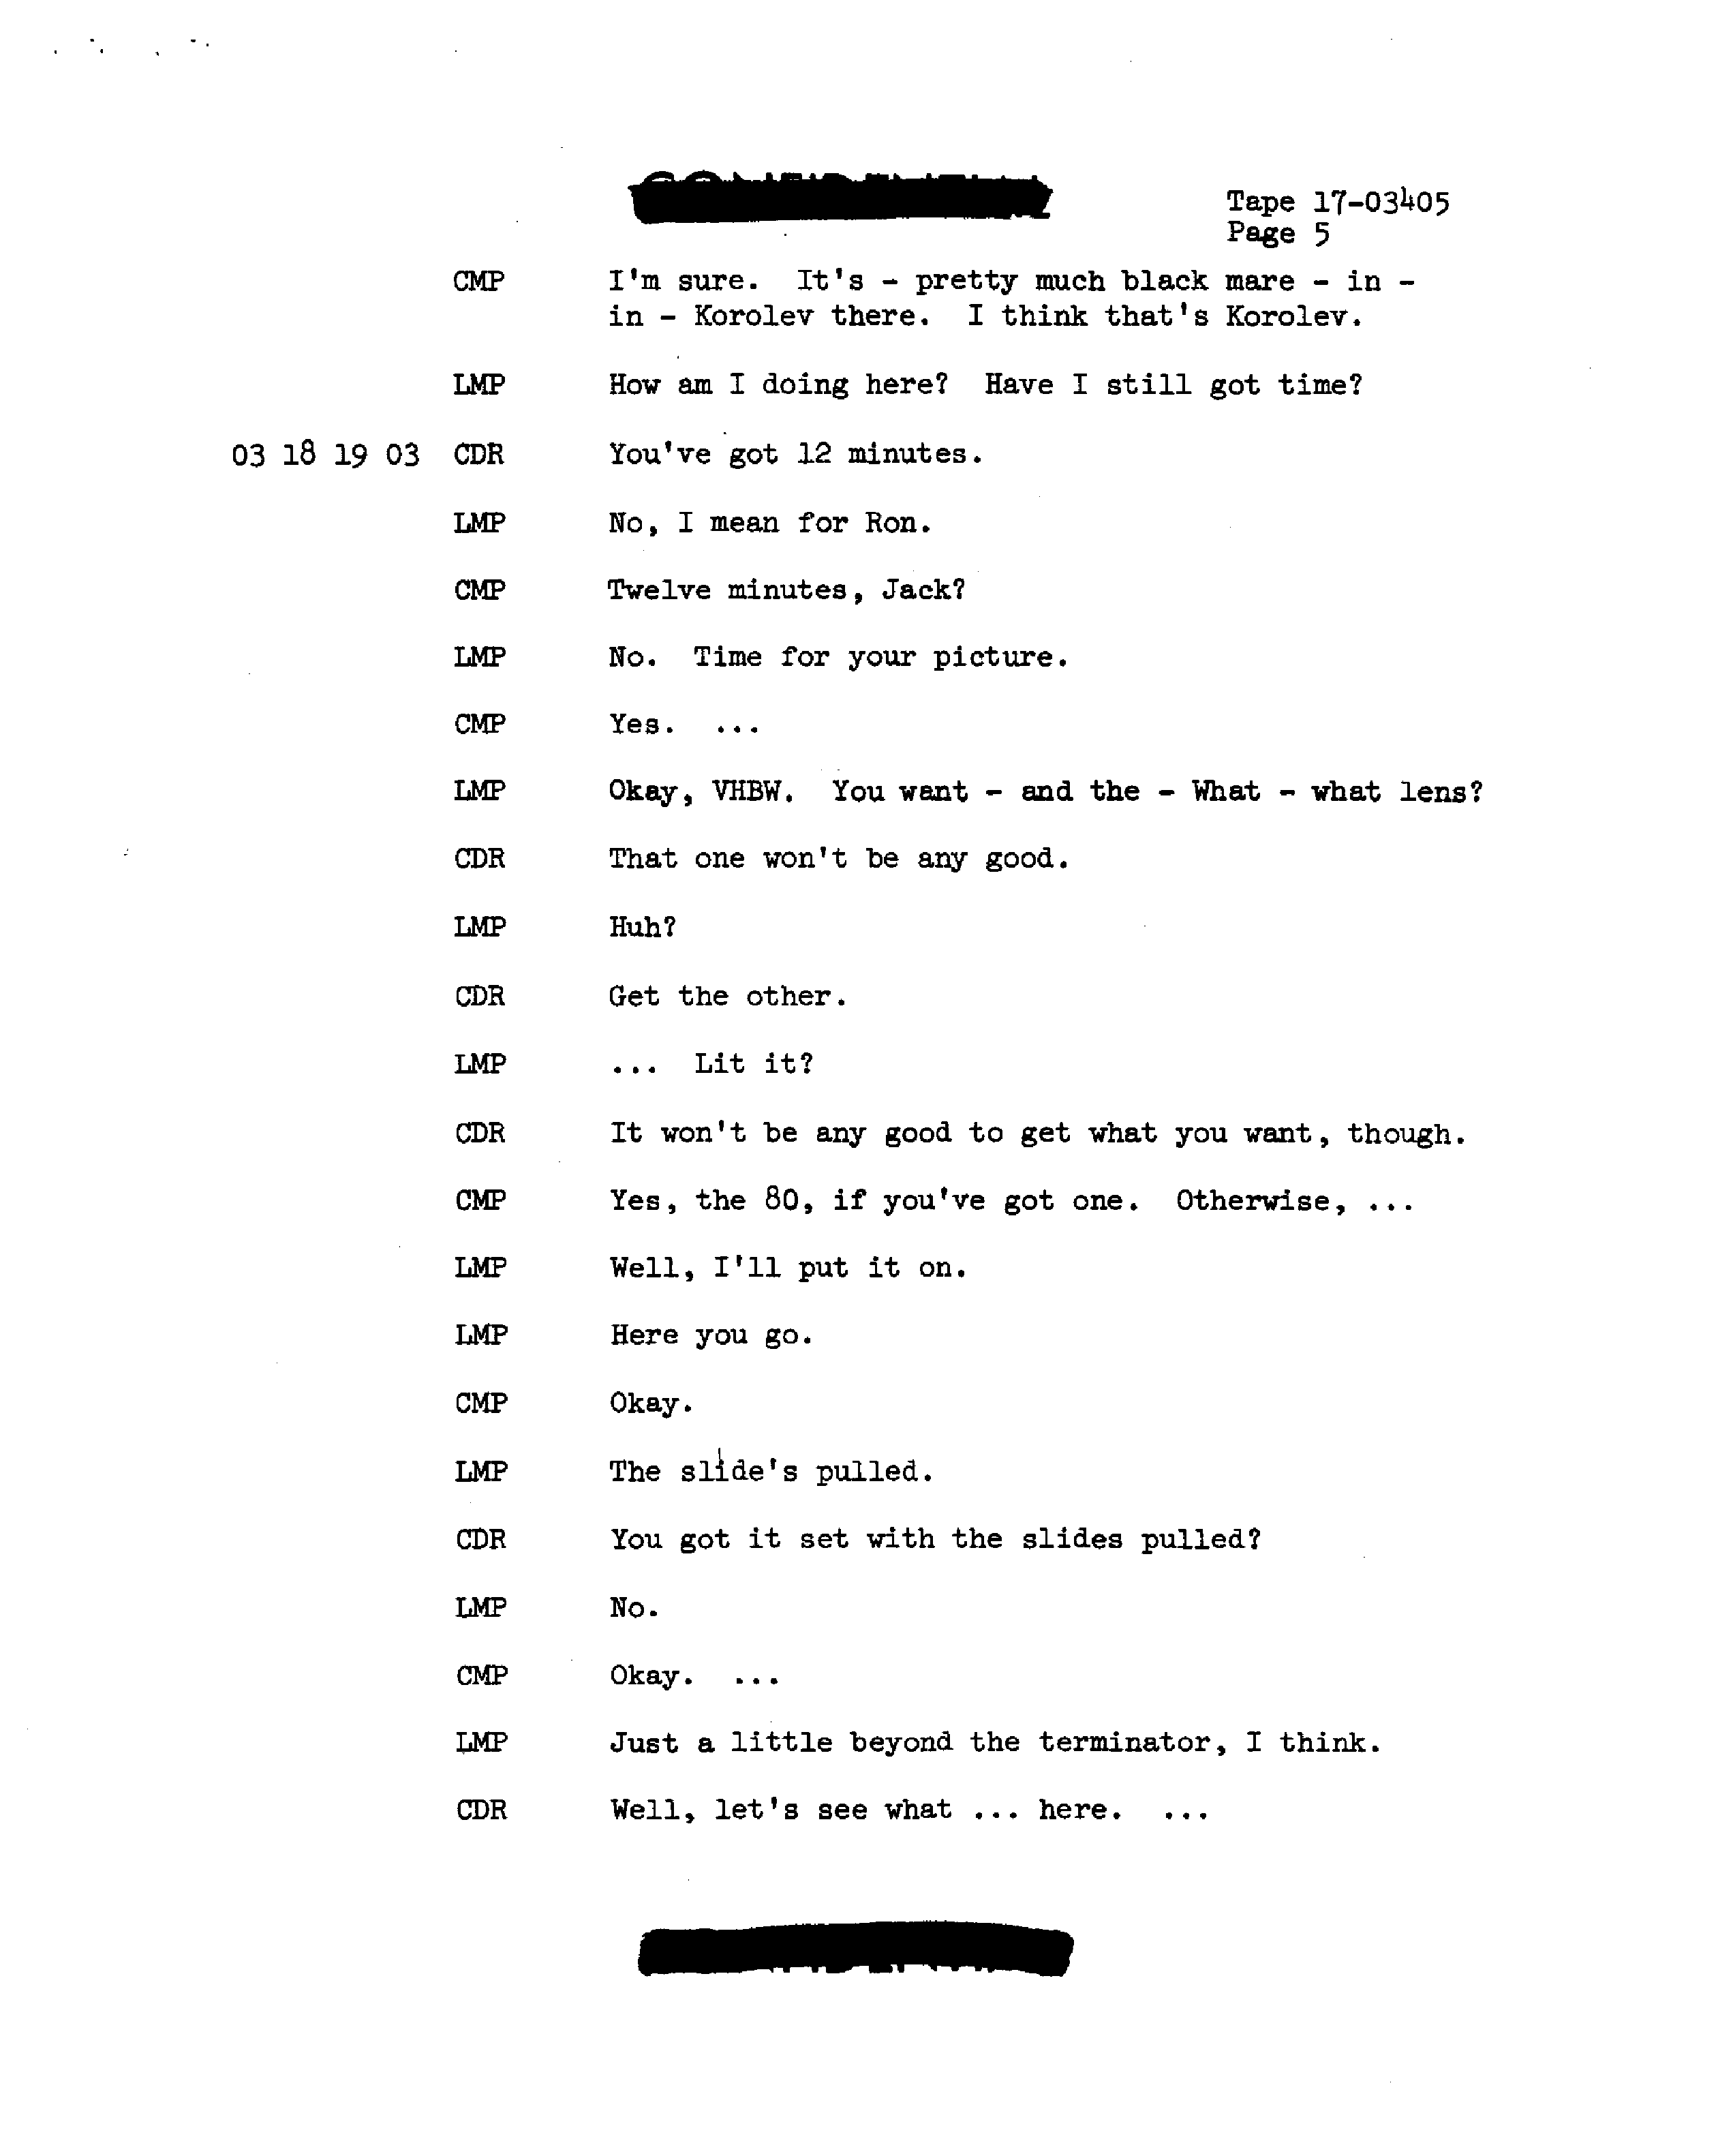 Tape 17-03405
Page 5
CMP I'm sure. It's - pretty much black mare - in -
in - Korolev there. I think that's Korolev.
LMP How am I doing here? Have I still got time?
03 18 19 03 CDR You've got 12 minutes.
LMP No, I mean for Ron.
CMP Twelve minutes, Jack?
LMP No. Time for your picture.
CMP Yes. ...
LMP Okay, VHBW. You want - and the - What - what lens?
CDR That one won't be any good.
LMP Huh?
CDR Get the other.
LMP ... Lit it?
CDR It won't be any good to get what you want, though.
CMP Yes, the 80, if you've got one. Otherwise, ...
LMP Well, I'll put it on.
LMP Here you go.
CMP Okay.
LMP The slide's pulled.
CDR You got it set with the slides pulled?
LMP No.
CMP Okay. ...
LMP Just a little beyond the terminator, I think.
CDR Well, let's see what ... here. ...